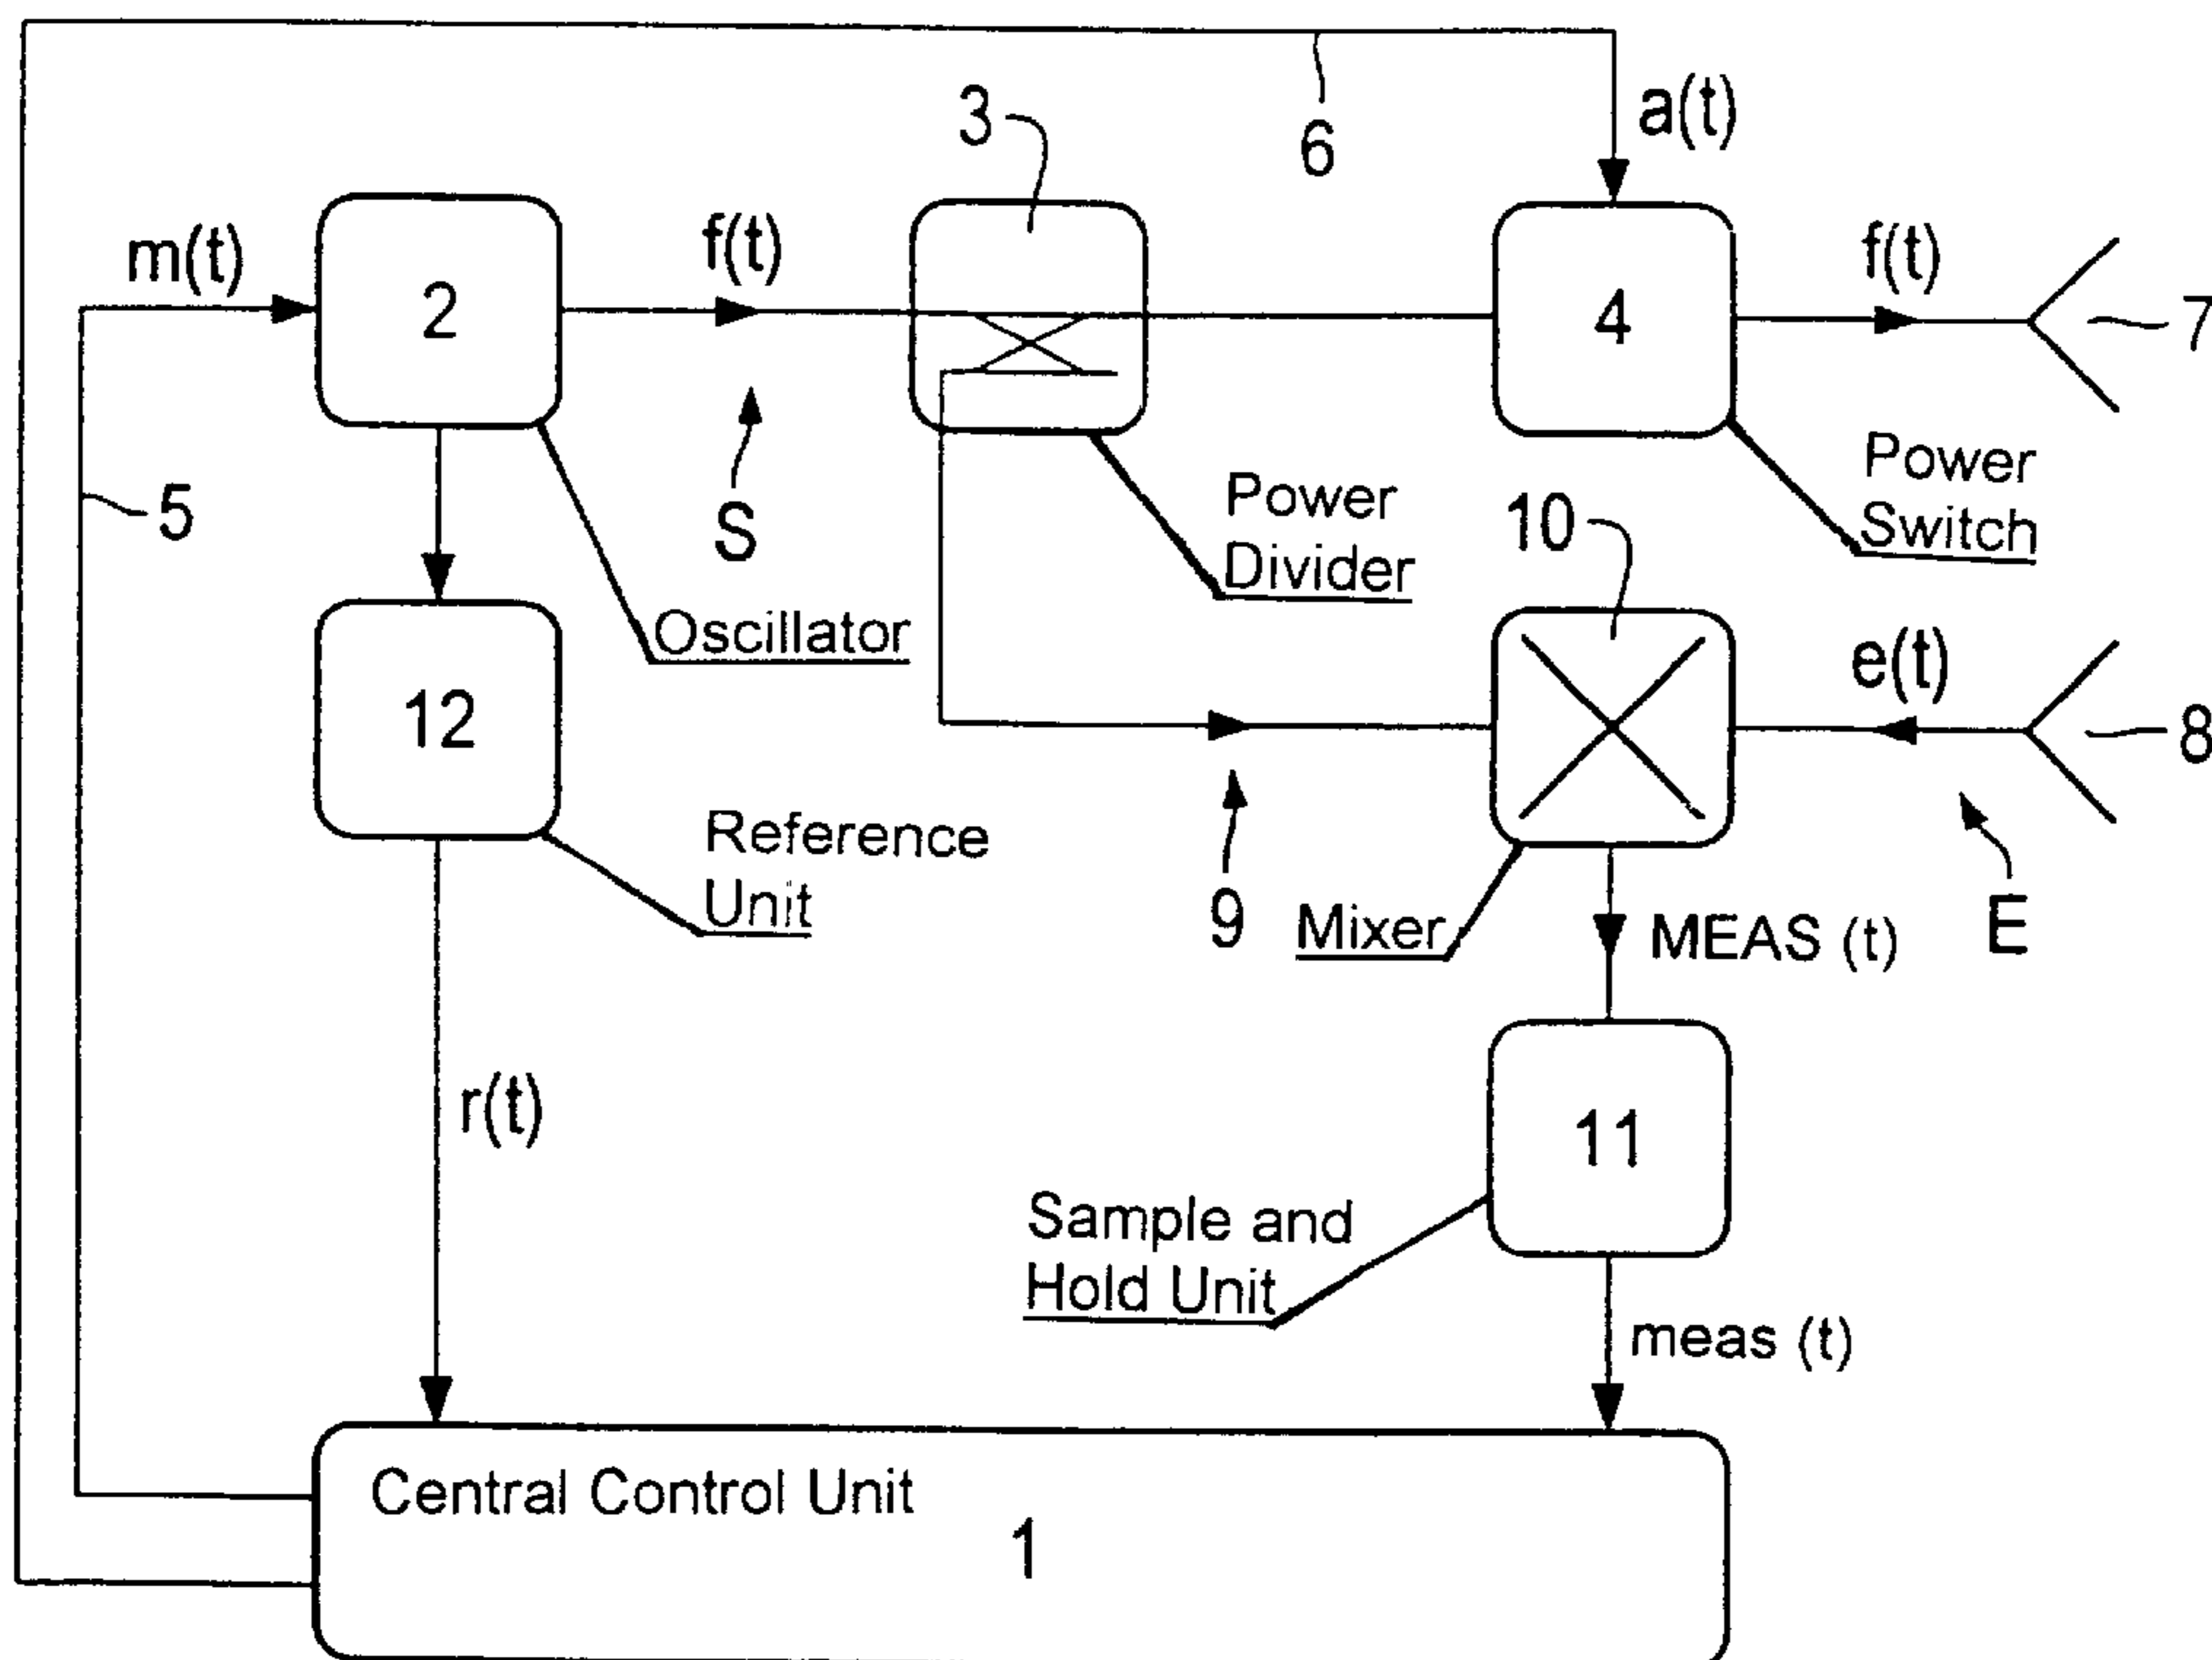 3
6
a(t)
m(t)
2
f(t)
4
f(t)
7
5
S
Power
Divider
10
Power
Switch
Oscillator
12
e(t)
8
Reference
Unit
9
Mixer
MEAS (t)
E
r(t)
11
Sample and
Hold Unit
meas (t)
Central Control Unit
1